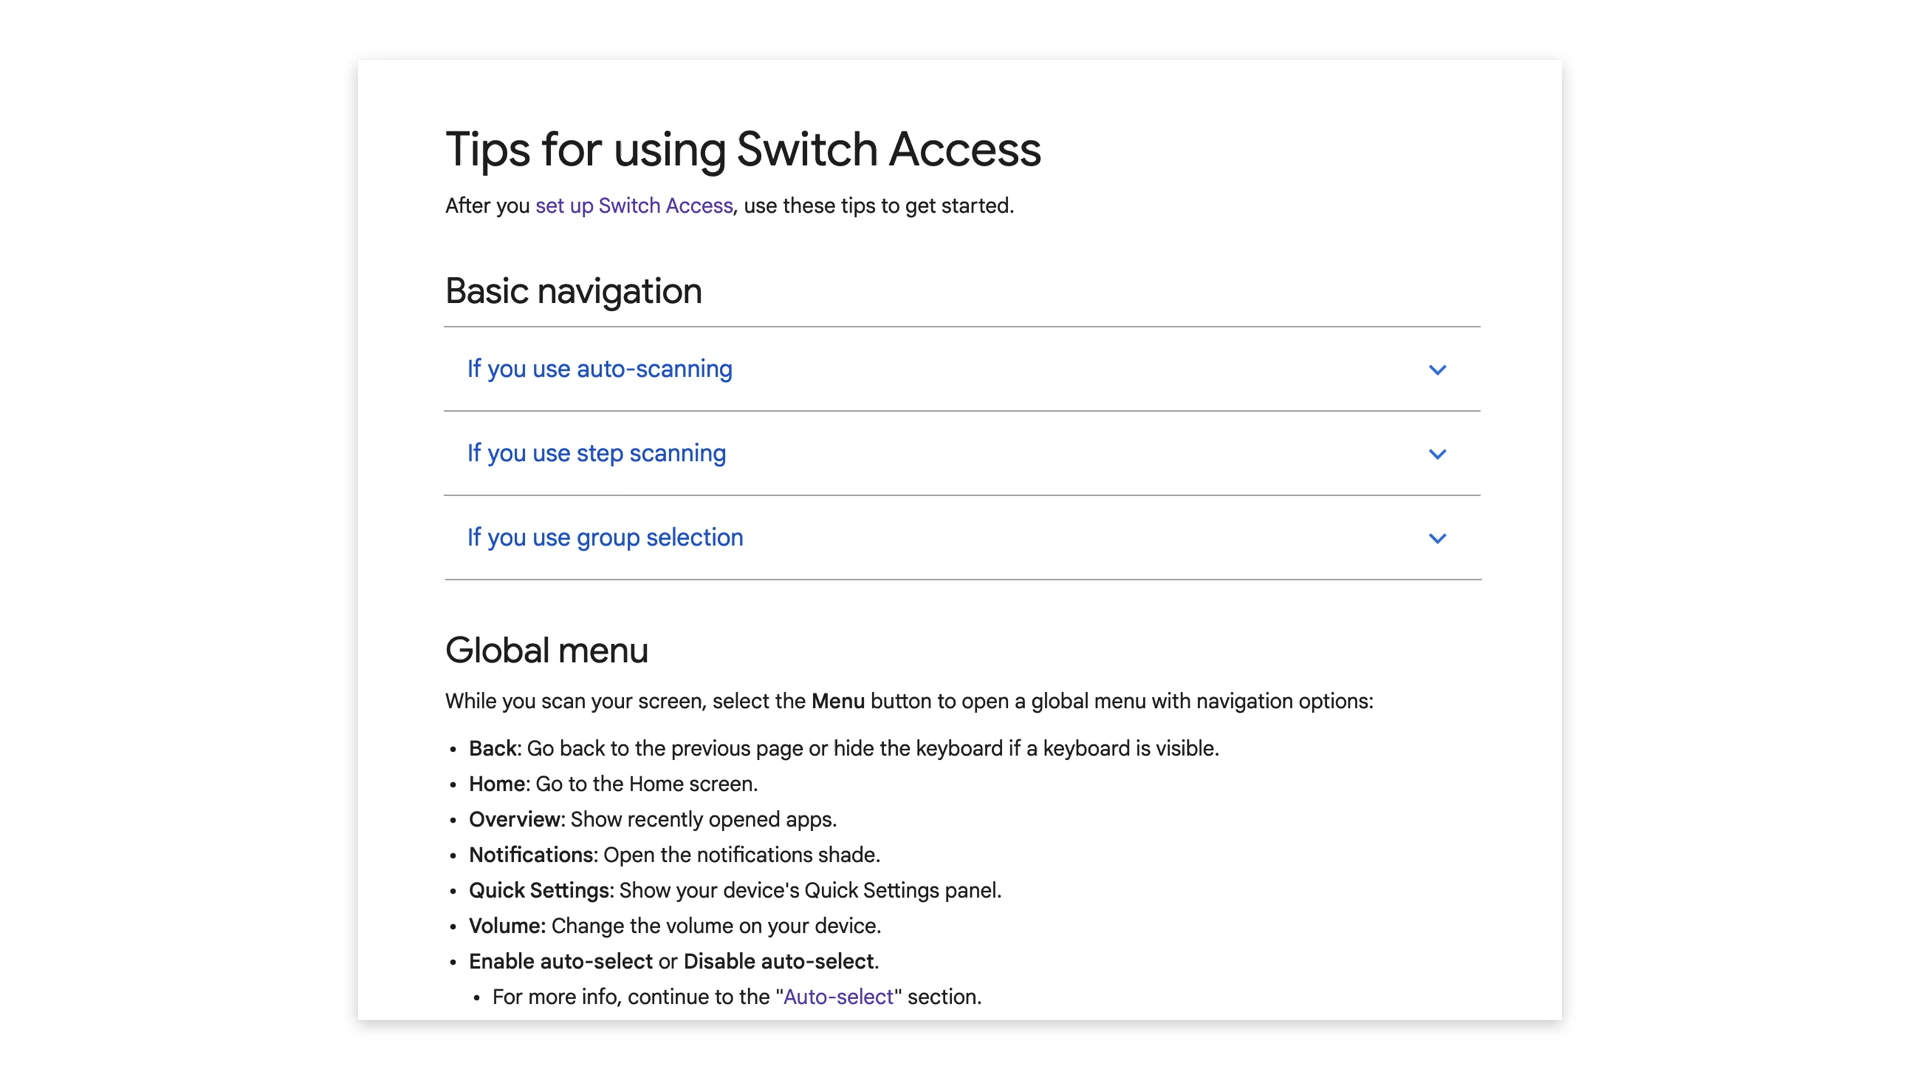 Tips for using Switch Access
After you set up Switch Access, use these tips to get started.
Basic navigation
If you use auto-scanning
If you use step scanning
If you use group selection
Global menu
While you scan your screen, select the Menu button to open a global menu with navigation options:
• Back: Go back to the previous page or hide the keyboard if a keyboard is visible.
• Home: Go to the Home screen.
• Overview: Show recently opened apps.
• Notifications: Open the notifications shade.
• Quick Settings: Show your device's Quick Settings panel.
• Volume: Change the volume on your device.
• Enable auto-select or Disable auto-select.
• For more info, continue to the "Auto-select" section.